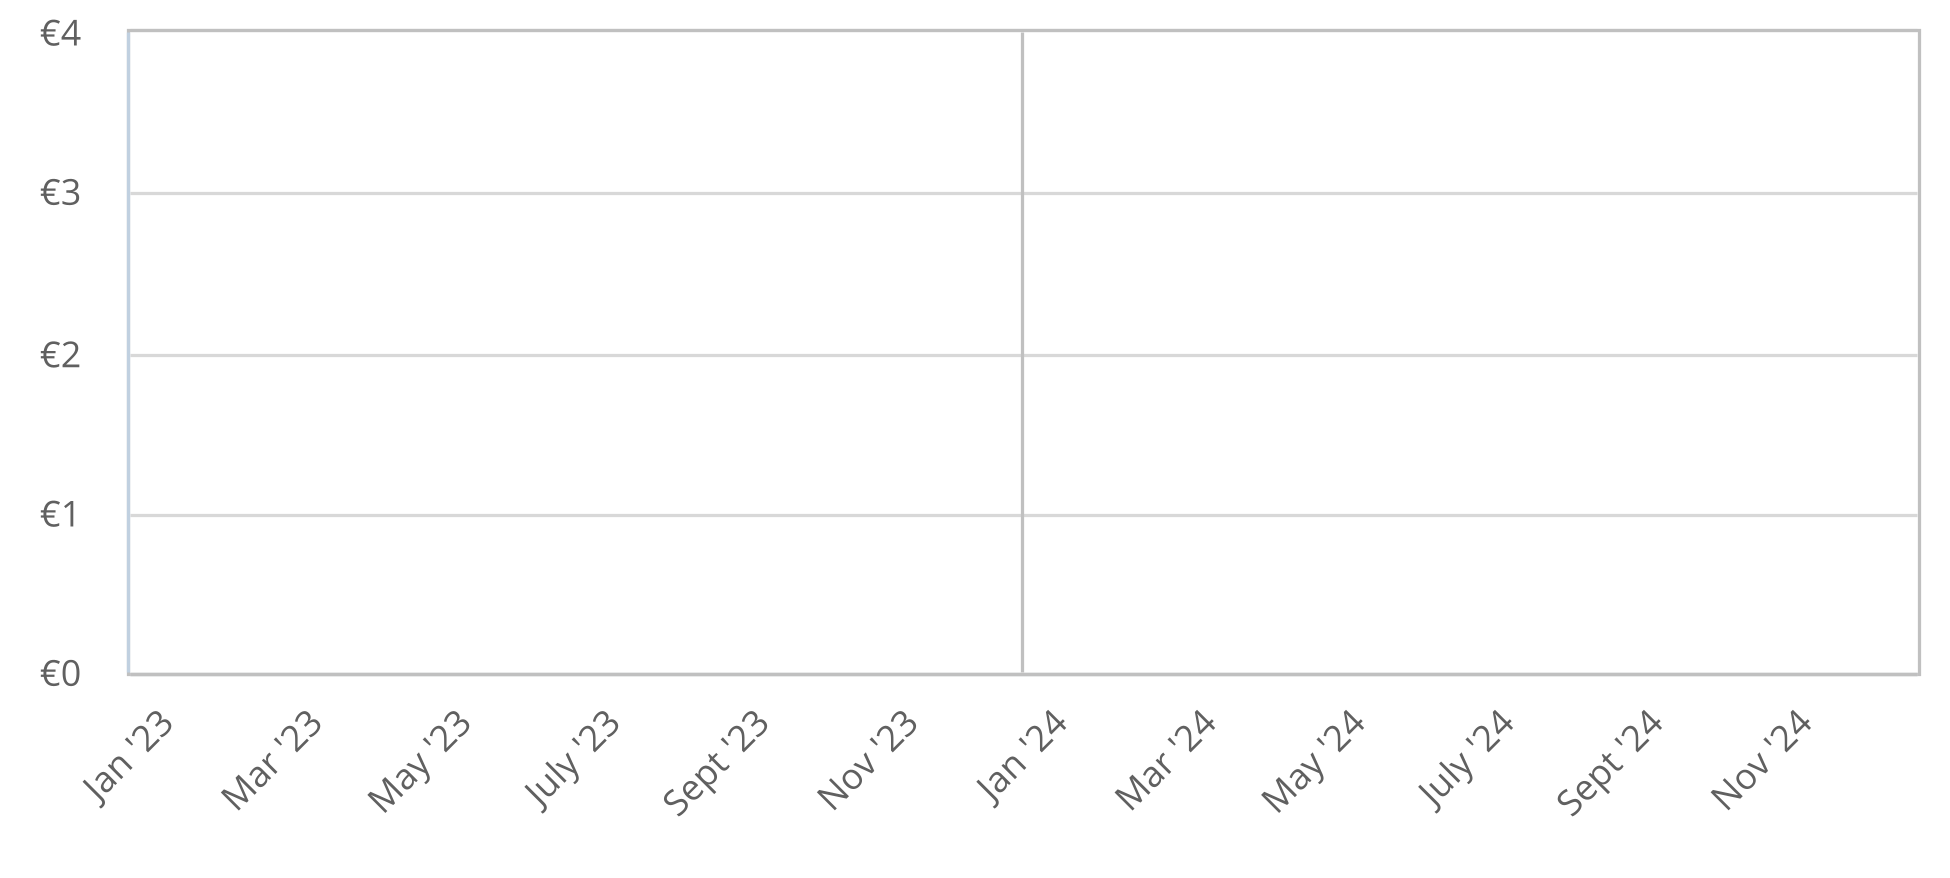 €4
€3
€2
€1
€0
Jan '23
Mar '23
May '23
July '23
Sept '23
Nov '23
Jan '24
Mar '24
May '24
July '24
Sept '24
Nov '24